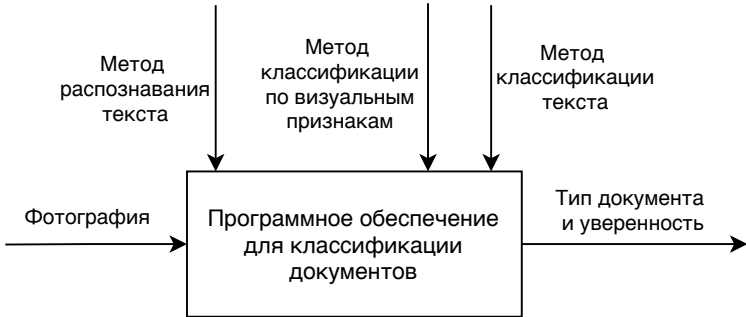 Метод
распознавания
текста
Метод
классификации
по визуальным
признакам
Метод
классификации
текста
Фотография
Программное обеспечение
для классификации
документов
Тип документа
и уверенность